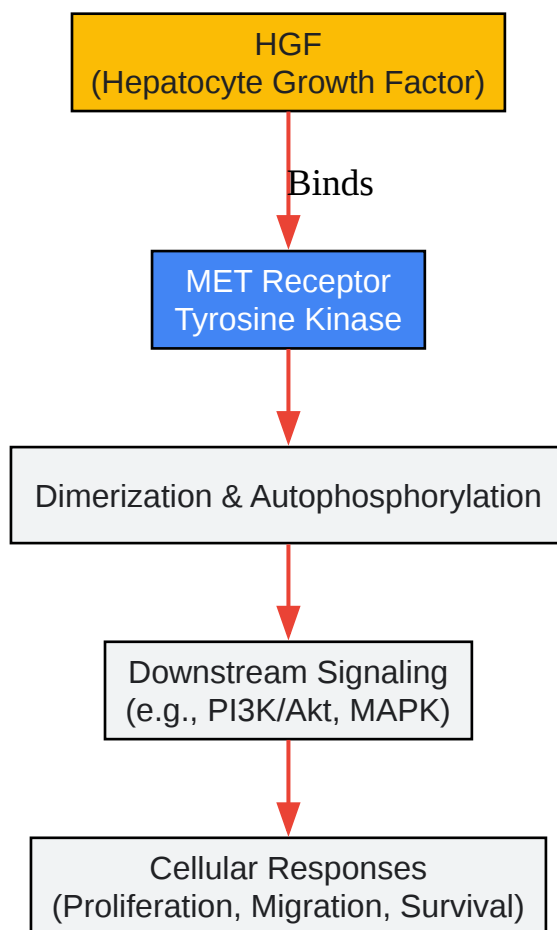 HGF
(Hepatocyte Growth Factor)
Binds
MET Receptor
Tyrosine Kinase
Dimerization & Autophosphorylation
Downstream Signaling
(e.g., PI3K/Akt, MAPK)
Cellular Responses
(Proliferation, Migration, Survival)